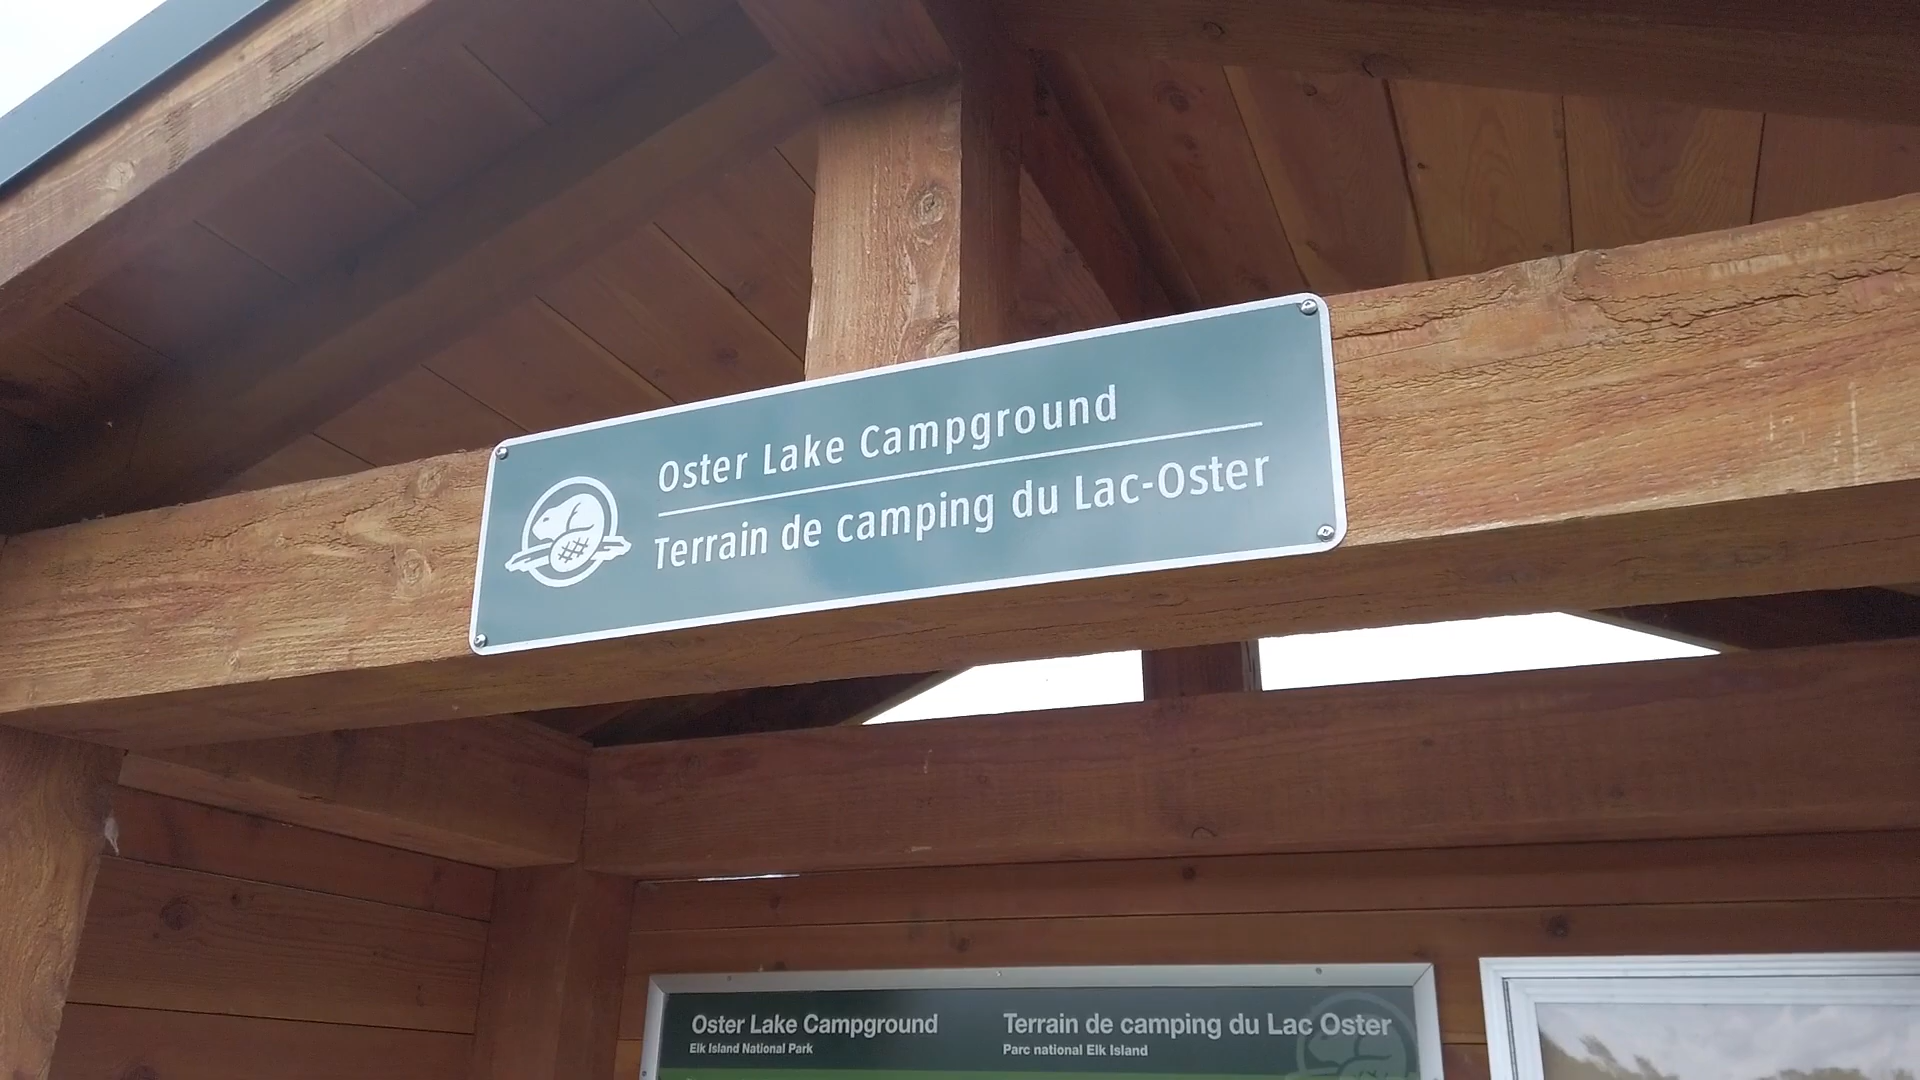 Oster Lake Campground
Terrain de camping du Lac-Oster
Oster Lake Campground
Elk Island National Park
Terrain de camping du Lac Oster
Parc national Elk Island